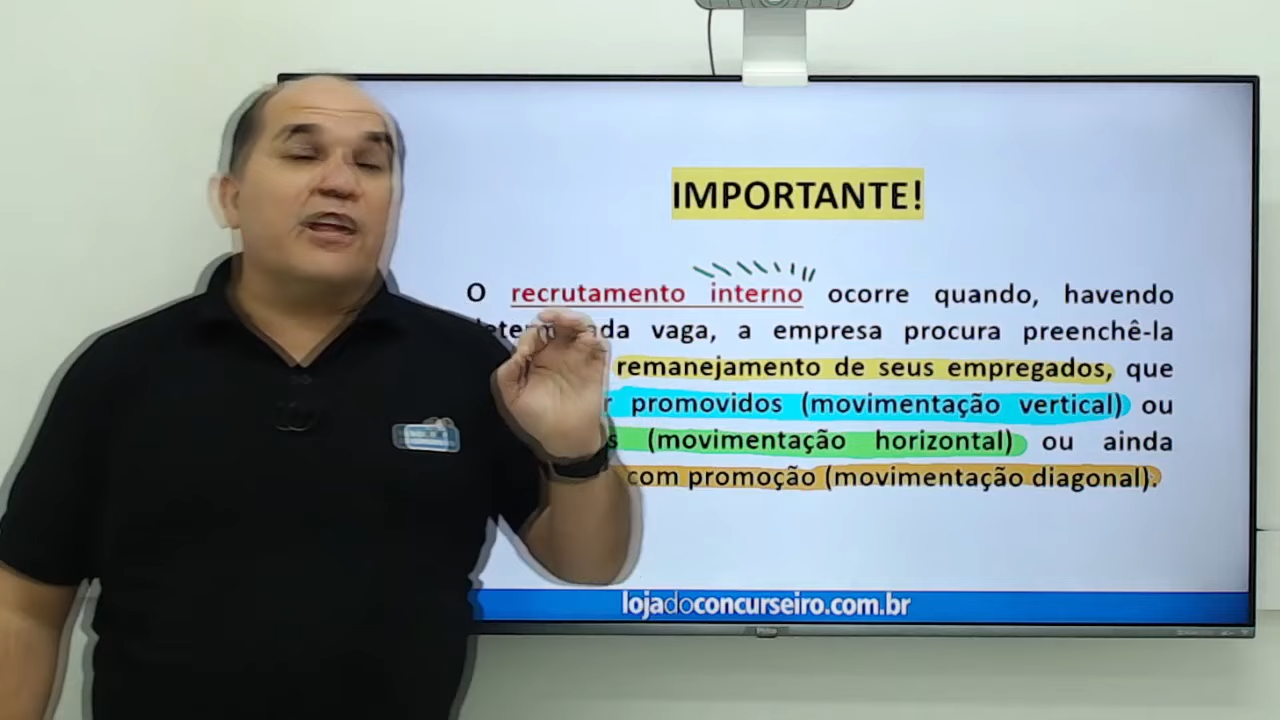 IMPORTANTE!
O recrutamento interno ocorre quando, havendo
vaga, a empresa procura preenchê-la
remanejamento de seus empregados, que
promovidos (movimentação vertical) ou
(movimentação horizontal) ou ainda
com promoção (movimentação diagonal).
lojadoconcurseiro.com.br